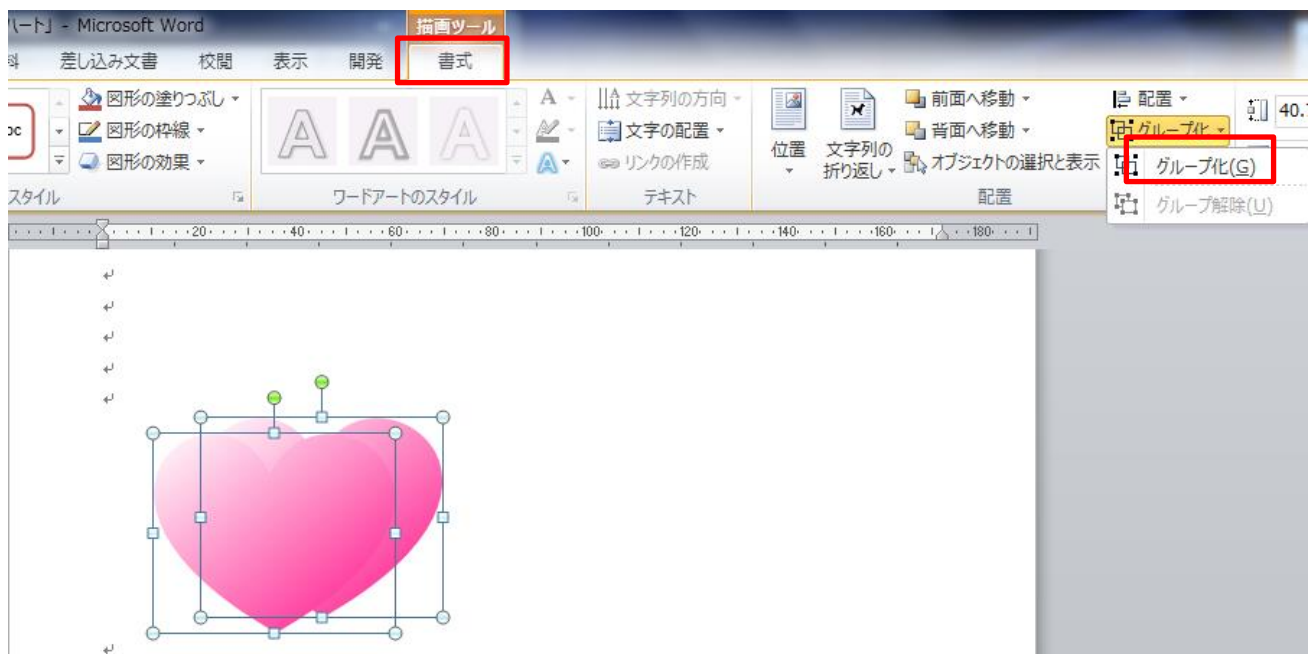 ハート」 - Microsoft Word
描画ツール
差し込み文書 校閲 表示 開発 書式
図形の塗りつぶし
図形の枠線
図形の効果
スタイル
A A A
ワードアートのスタイル
A
A
文字列の方向
文字の配置
リンクの作成
テキスト
位置
文字列の
折り返し
前面へ移動
背面へ移動
オブジェクトの選択と表示
配置
配置
グループ化
グループ化(G)
グループ解除(U)
40.
20 40 60 80 100 120 140 160 180